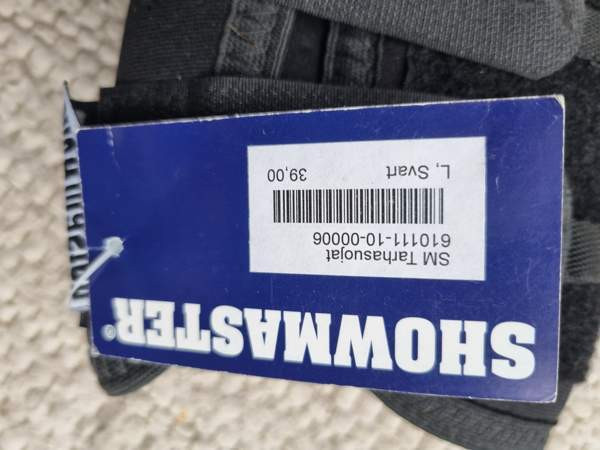 SHOWMASTER®
SM Tarhasuojat
610111-10-00006
L, Svart
39,00